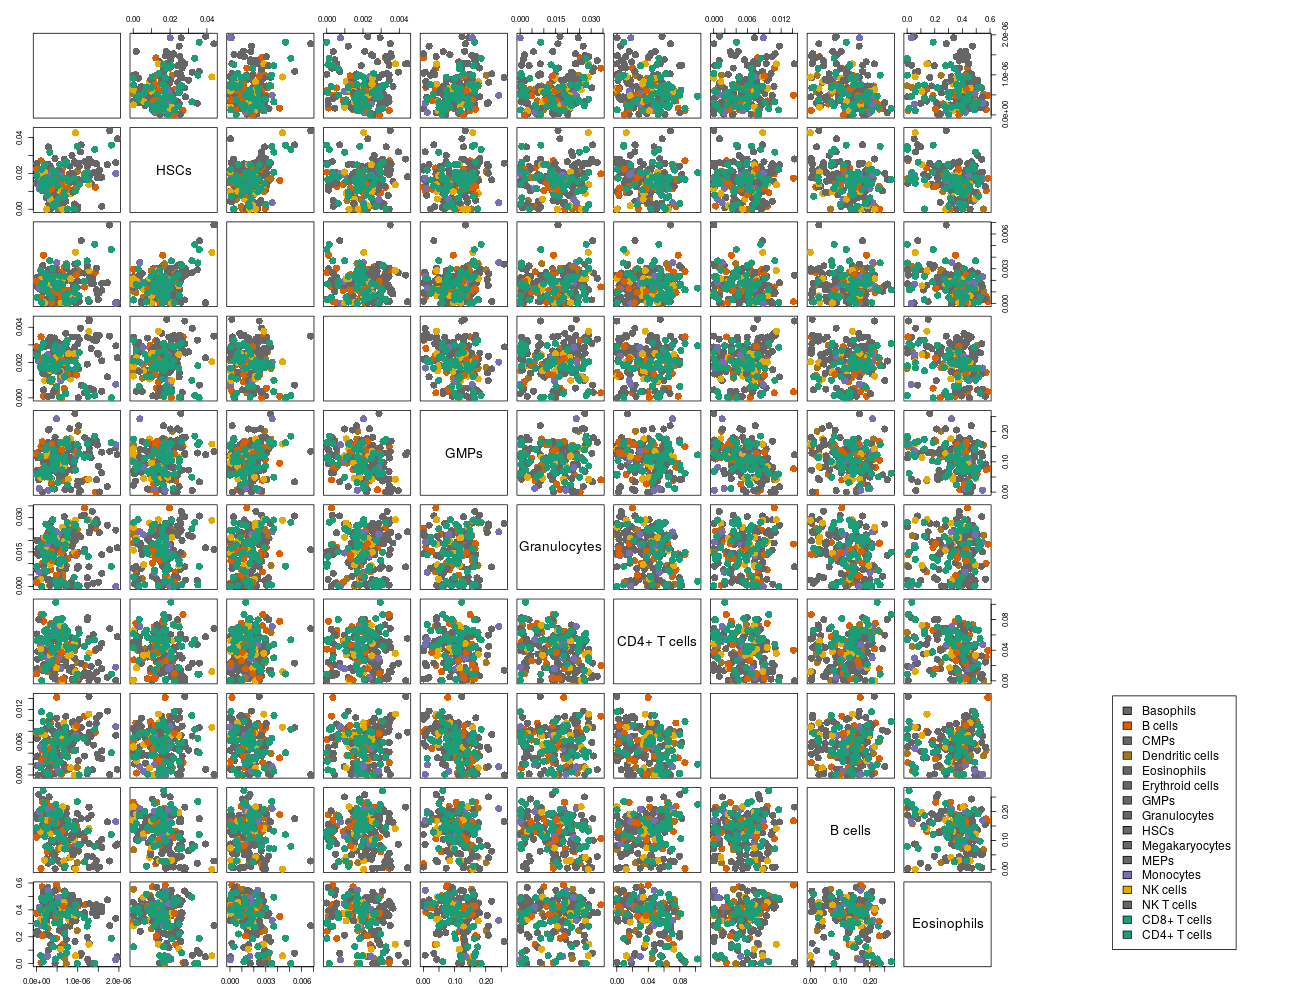 0.00 0.02 0.04
0.000 0.002 0.004
0.000 0.015 0.030
0.000 0.006 0.012
0.0 0.2 0.4 0.6
0.0e+00 1.0e-06 2.0e-06
0.00 0.02 0.04
HSCs
0.000 0.003 0.006
0.000 0.002 0.004
GMPs
0.00 0.10 0.20
0.000 0.015 0.030
Granulocytes
CD4+ T cells
0.00 0.04 0.08
0.000 0.006 0.012
B cells
0.00 0.10 0.20
0.0 0.2 0.4 0.6
Eosinophils
0.0e+00 1.0e-06 2.0e-06
0.000 0.003 0.006
0.00 0.10 0.20
0.00 0.04 0.08
0.00 0.10 0.20
Basophils
B cells
CMPs
Dendritic cells
Eosinophils
Erythroid cells
GMPs
Granulocytes
HSCs
Megakaryocytes
MEPs
Monocytes
NK cells
NK T cells
CD8+ T cells
CD4+ T cells